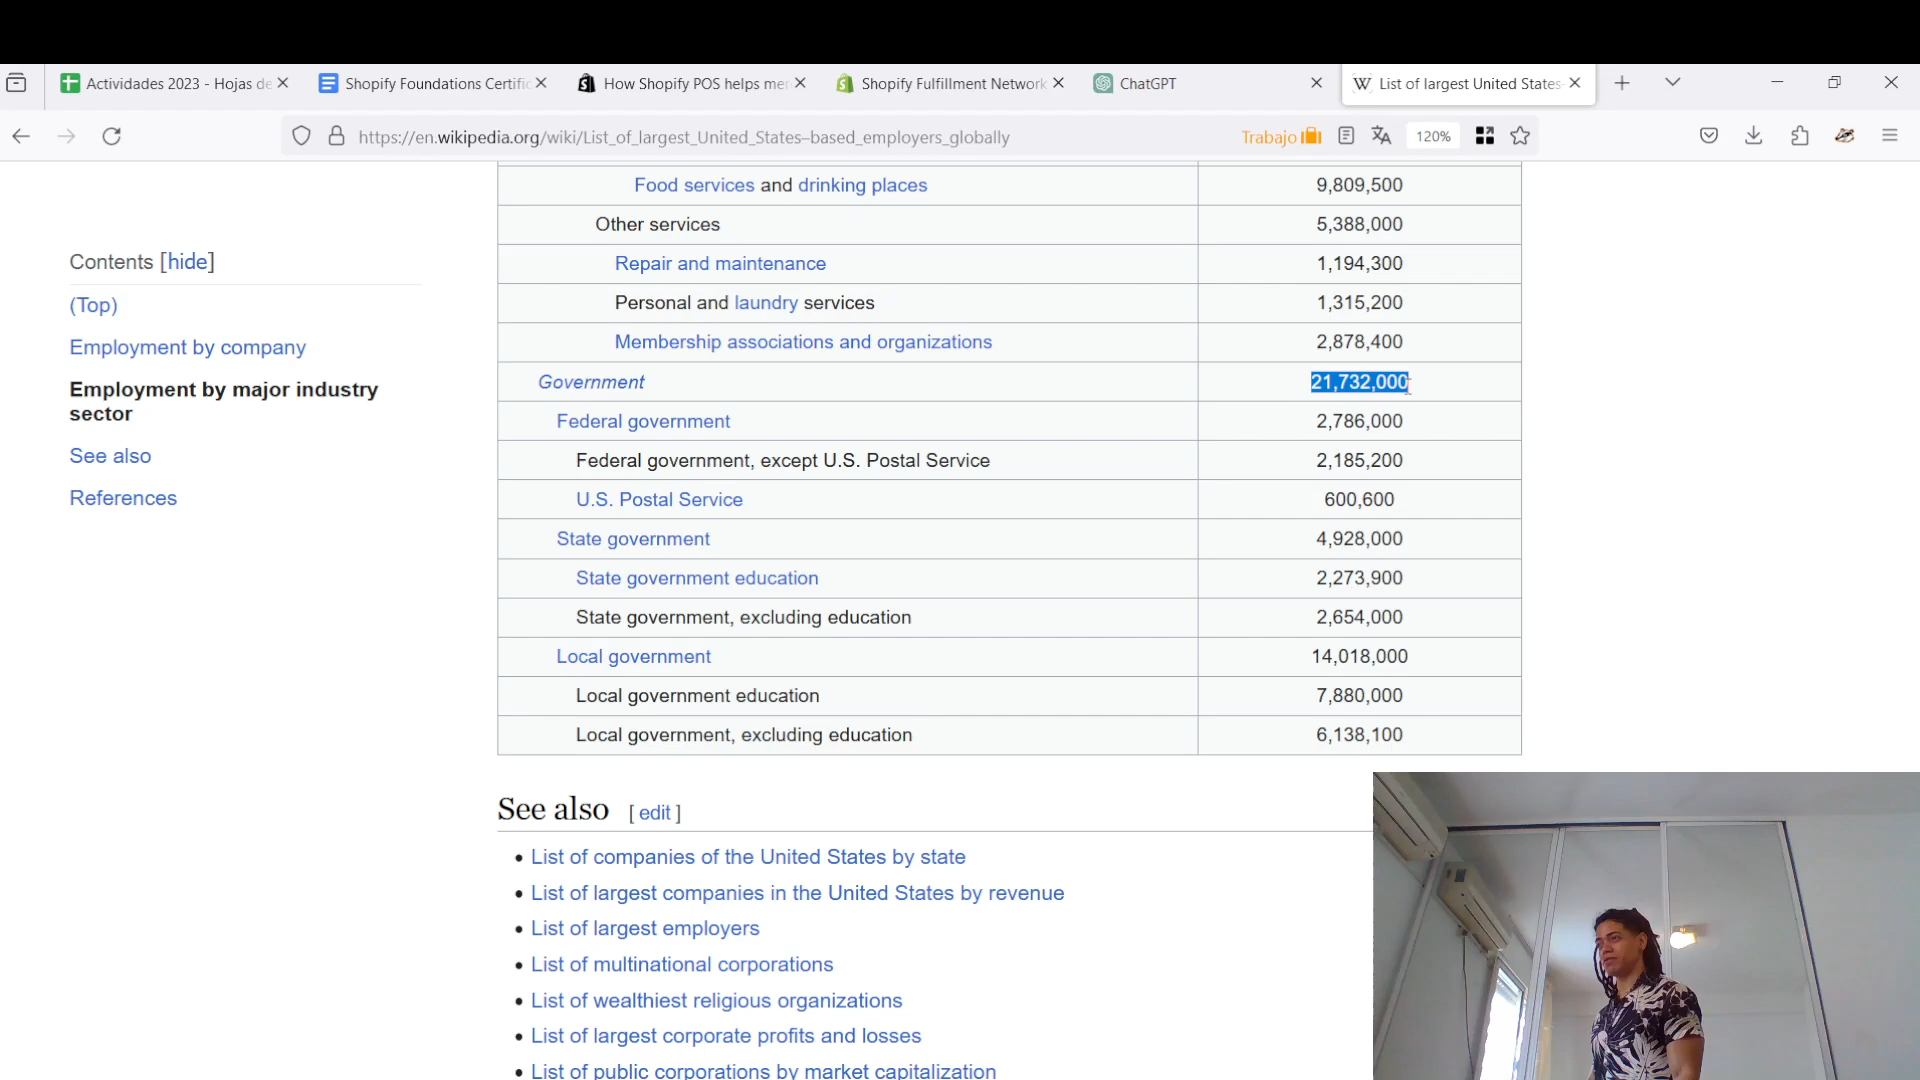 Actividades 2023 - Hojas de
Shopify Foundations Certific
How Shopify POS helps mer
Shopify Fulfillment Network
ChatGPT
W List of largest United States-
https://en.wikipedia.org/wiki/List_of_largest_United_States–based_employers_globally
Trabajo
120%
Contents [hide]
(Top)
Employment by company
Employment by major industry
sector
See also
References
Food services and drinking places 9,809,500
Other services 5,388,000
Repair and maintenance 1,194,300
Personal and laundry services 1,315,200
Membership associations and organizations 2,878,400
Government 21,732,000
Federal government 2,786,000
Federal government, except U.S. Postal Service 2,185,200
U.S. Postal Service 600,600
State government 4,928,000
State government education 2,273,900
State government, excluding education 2,654,000
Local government 14,018,000
Local government education 7,880,000
Local government, excluding education 6,138,100
See also [ edit ]
• List of companies of the United States by state
• List of largest companies in the United States by revenue
• List of largest employers
• List of multinational corporations
• List of wealthiest religious organizations
• List of largest corporate profits and losses
• List of public corporations by market capitalization